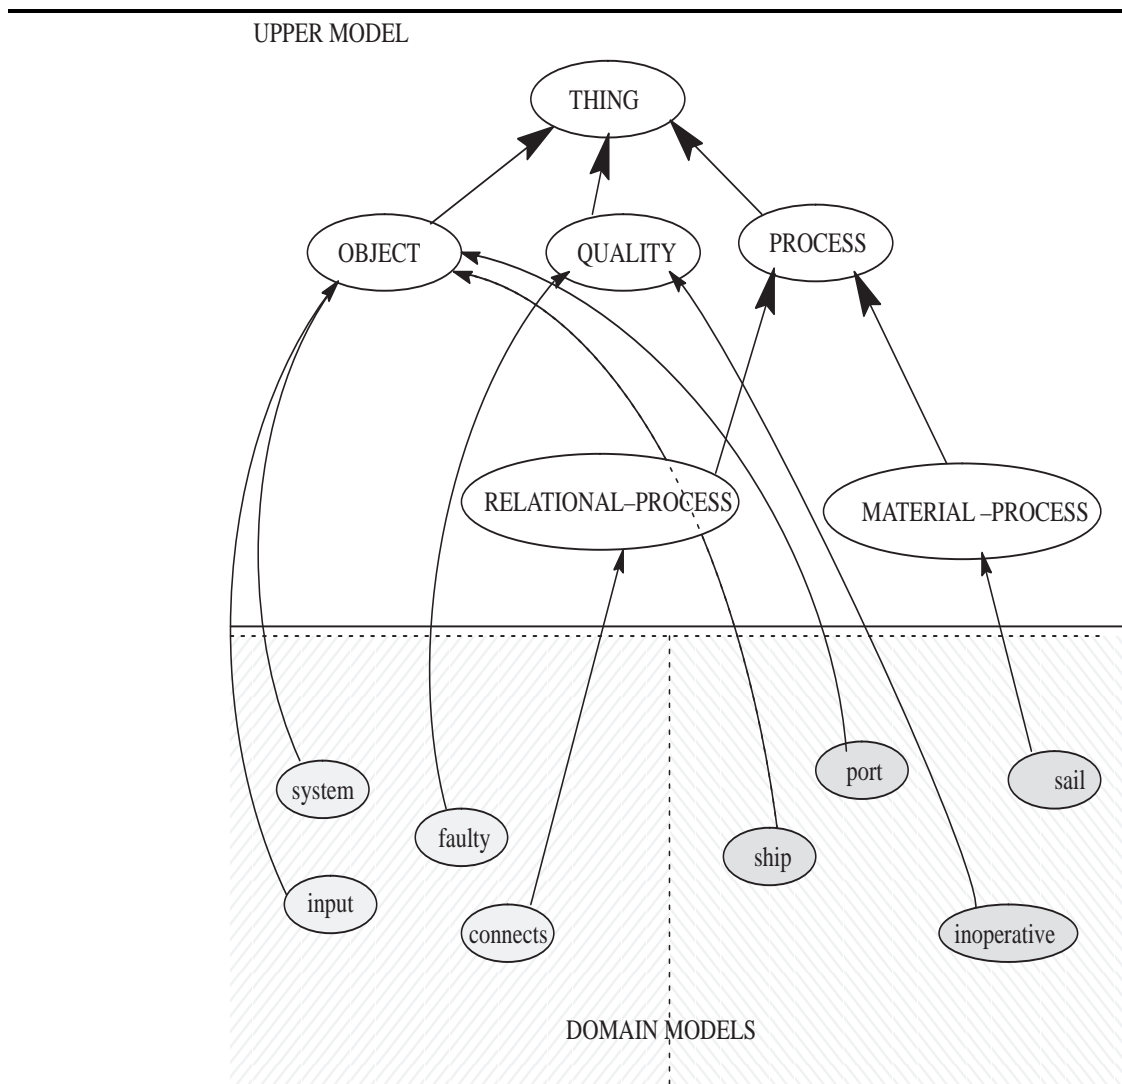 UPPER MODEL
THING
OBJECT
QUALITY
PROCESS
RELATIONAL–PROCESS
MATERIAL –PROCESS
system
port
sail
faulty
ship
input
connects
inoperative
DOMAIN MODELS